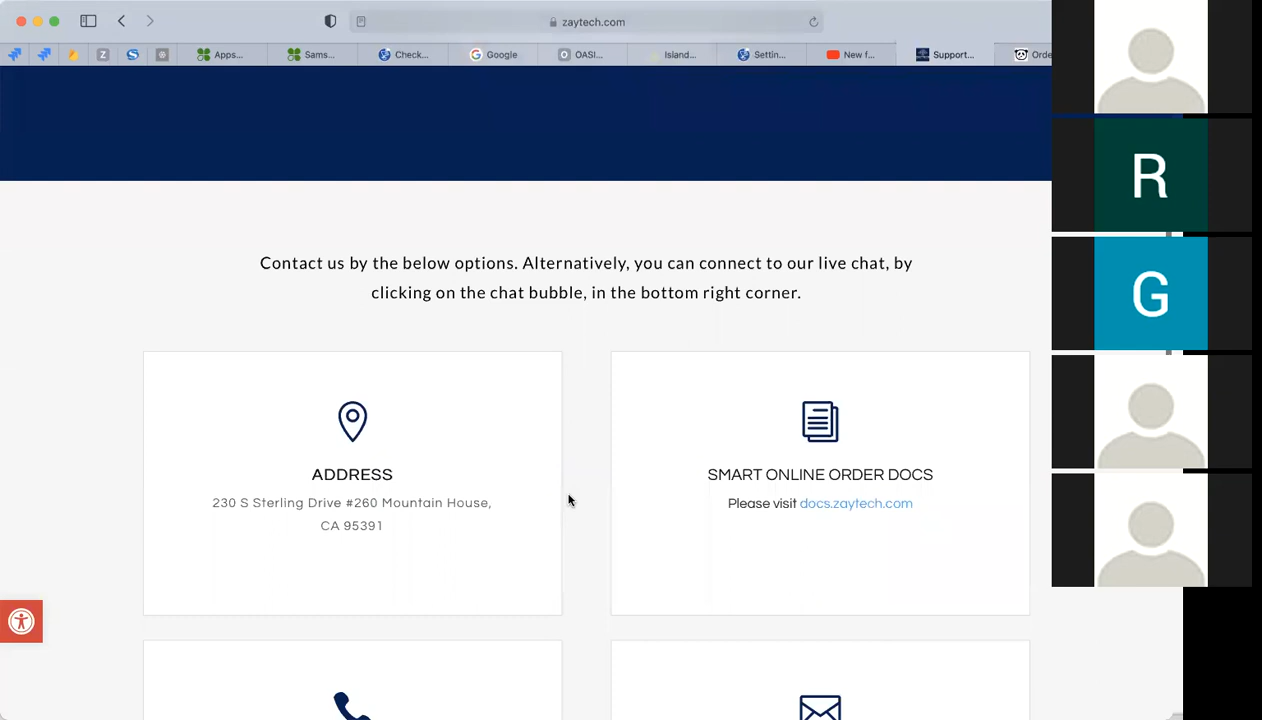 zaytech.com
Apps...
Sams...
Check...
Google
OASI...
Island...
Settin...
New f...
Support...
Orde
Z
S
R
G
Contact us by the below options. Alternatively, you can connect to our live chat, by
clicking on the chat bubble, in the bottom right corner.
ADDRESS
230 S Sterling Drive #260 Mountain House,
CA 95391
SMART ONLINE ORDER DOCS
Please visit docs.zaytech.com